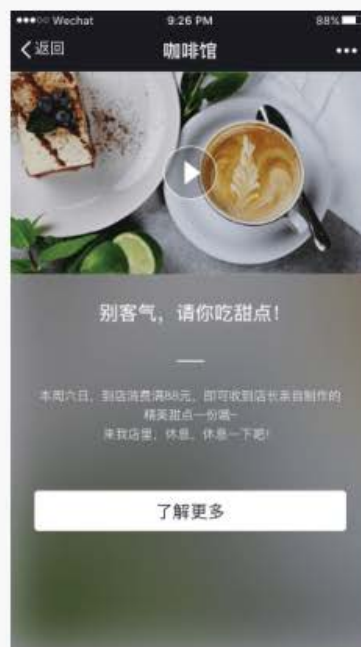 Wechat 9:26 PM 88%
返回 咖啡馆
别客气，请你吃甜点！
本周六日，到店消费满88元，即可收到店长亲自制作的
精美甜点一份哦~
来我店里，休息，休息一下吧！
了解更多